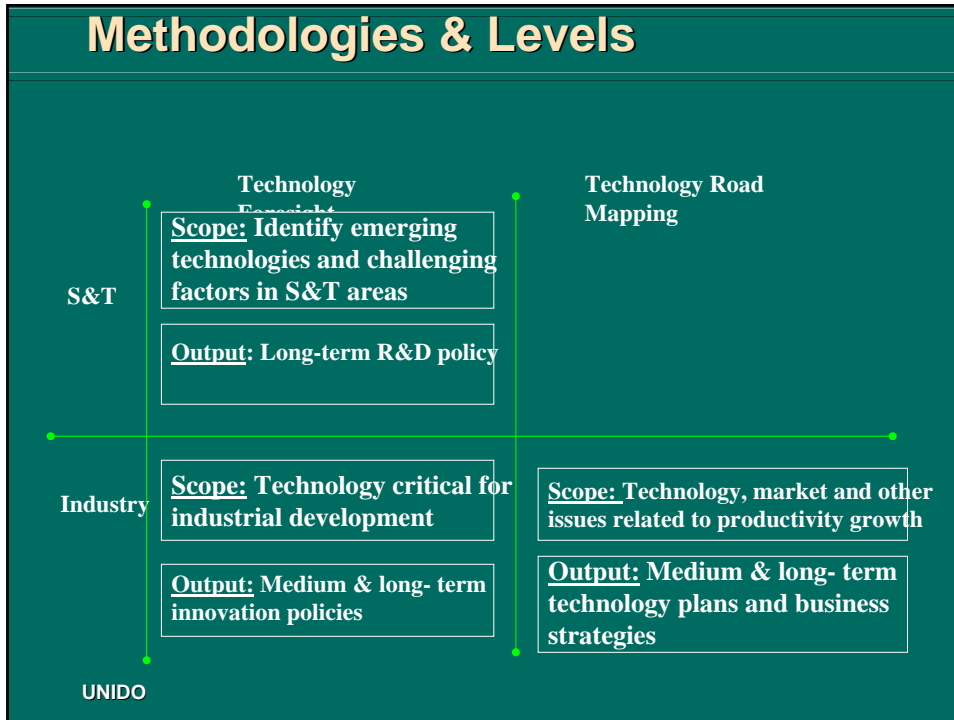 Methodologies & Levels
Technology
Foresight
Technology Road
Mapping
S&T
Scope: Identify emerging
technologies and challenging
factors in S&T areas
Output: Long-term R&D policy
Industry
Scope: Technology critical for
industrial development
Output: Medium & long- term
innovation policies
Scope: Technology, market and other
issues related to productivity growth
Output: Medium & long- term
technology plans and business
strategies
UNIDO